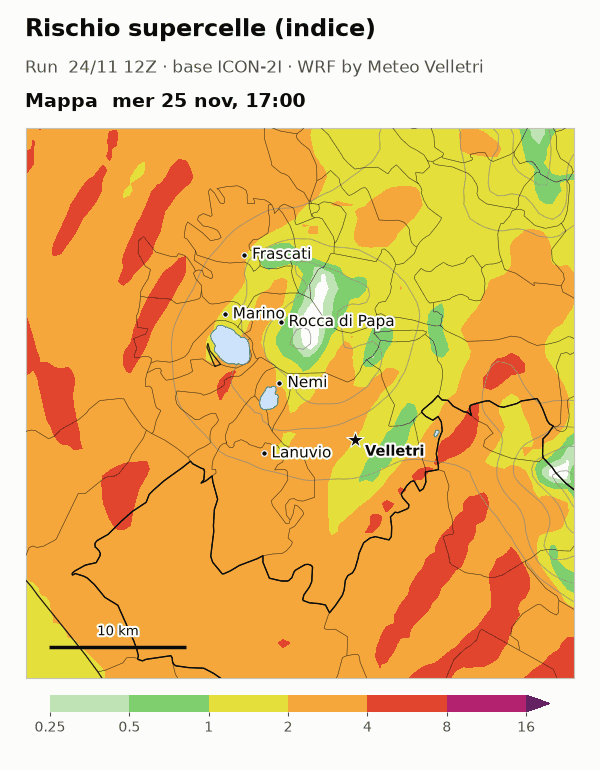 Rischio supercelle (indice)
Run  24/11 12Z · base ICON-2I · WRF by Meteo Velletri
Mappa  mer 25 nov, 17:00
Frascati
Marino
Rocca di Papa
Nemi
Velletri
Lanuvio
10 km
0.25 0.5 1 2 4 8 16